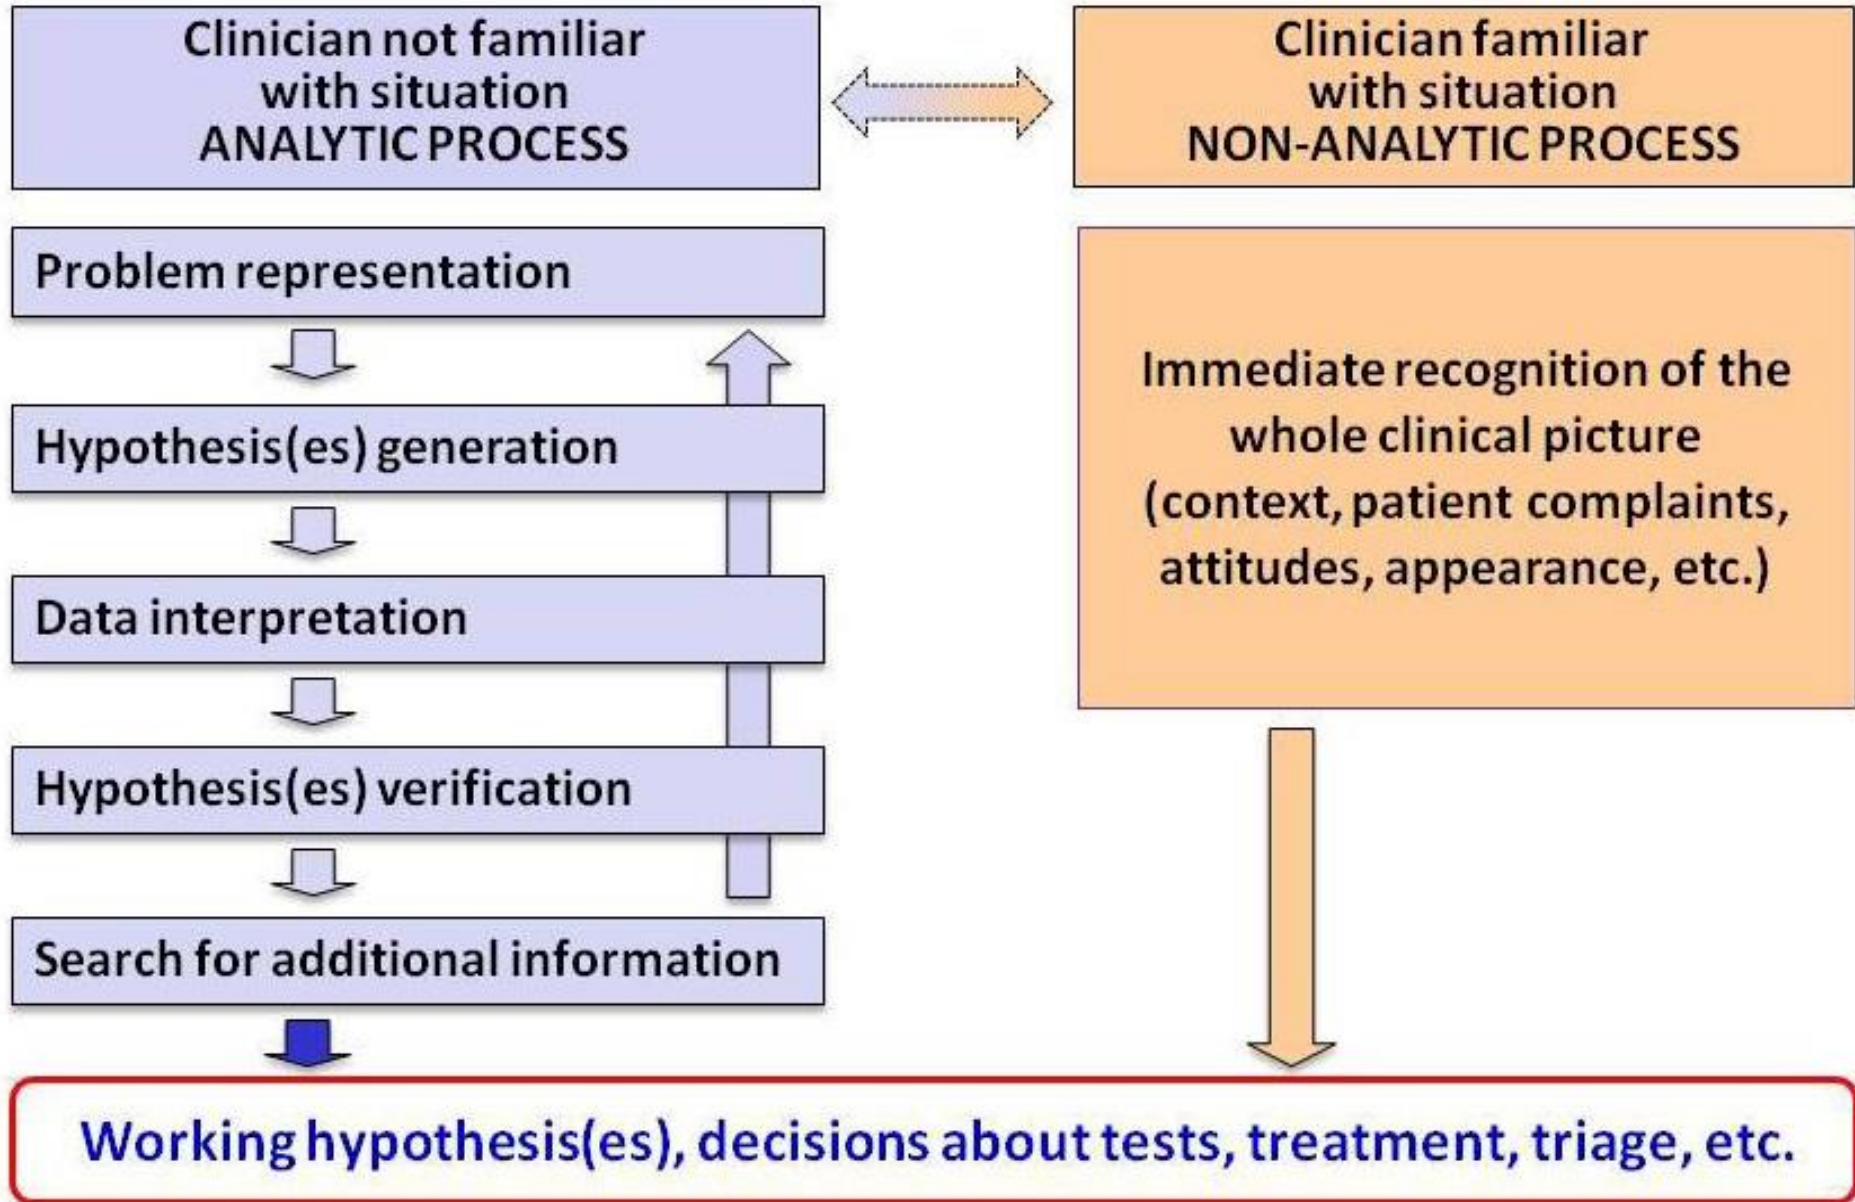 Clinician not familiar
with situation
ANALYTIC PROCESS
Clinician familiar
with situation
NON-ANALYTIC PROCESS
Problem representation
Hypothesis(es) generation
Data interpretation
Hypothesis(es) verification
Search for additional information
Immediate recognition of the
whole clinical picture
(context, patient complaints,
attitudes, appearance, etc.)
Working hypothesis(es), decisions about tests, treatment, triage, etc.